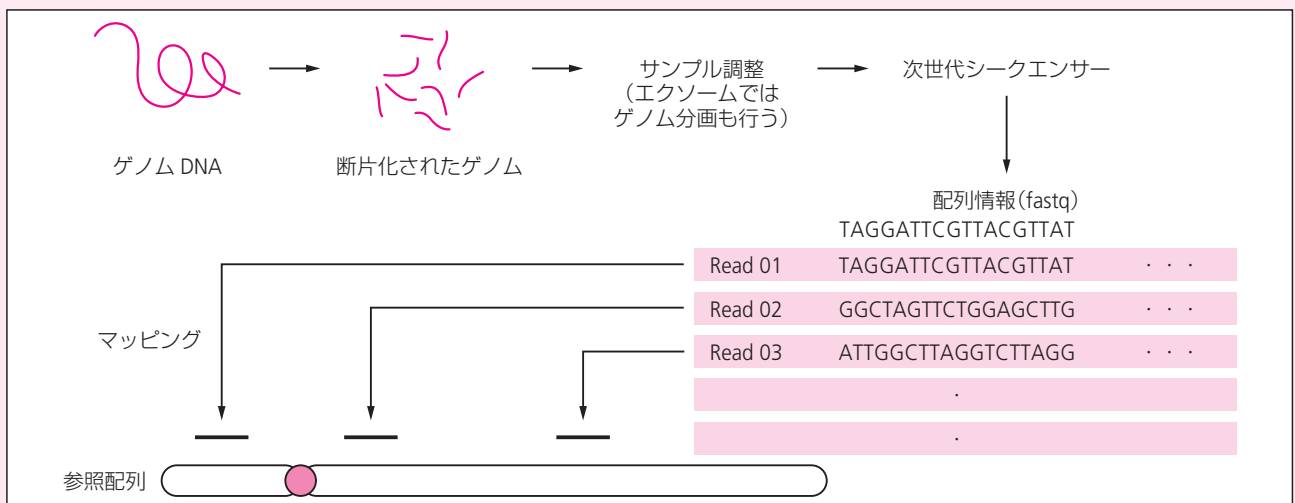 サンプル調整
（エクソームでは
ゲノム分画も行う）
次世代シークエンサー
ゲノム DNA
断片化されたゲノム
配列情報（fastq）
TAGGATTCGTTACGTTAT
Read 01 TAGGATTCGTTACGTTAT ・・・
Read 02 GGCTAGTTCTGGAGCTTG ・・・
マッピング
Read 03 ATTGGCTTAGGTCTTAGG ・・・
・
・
参照配列